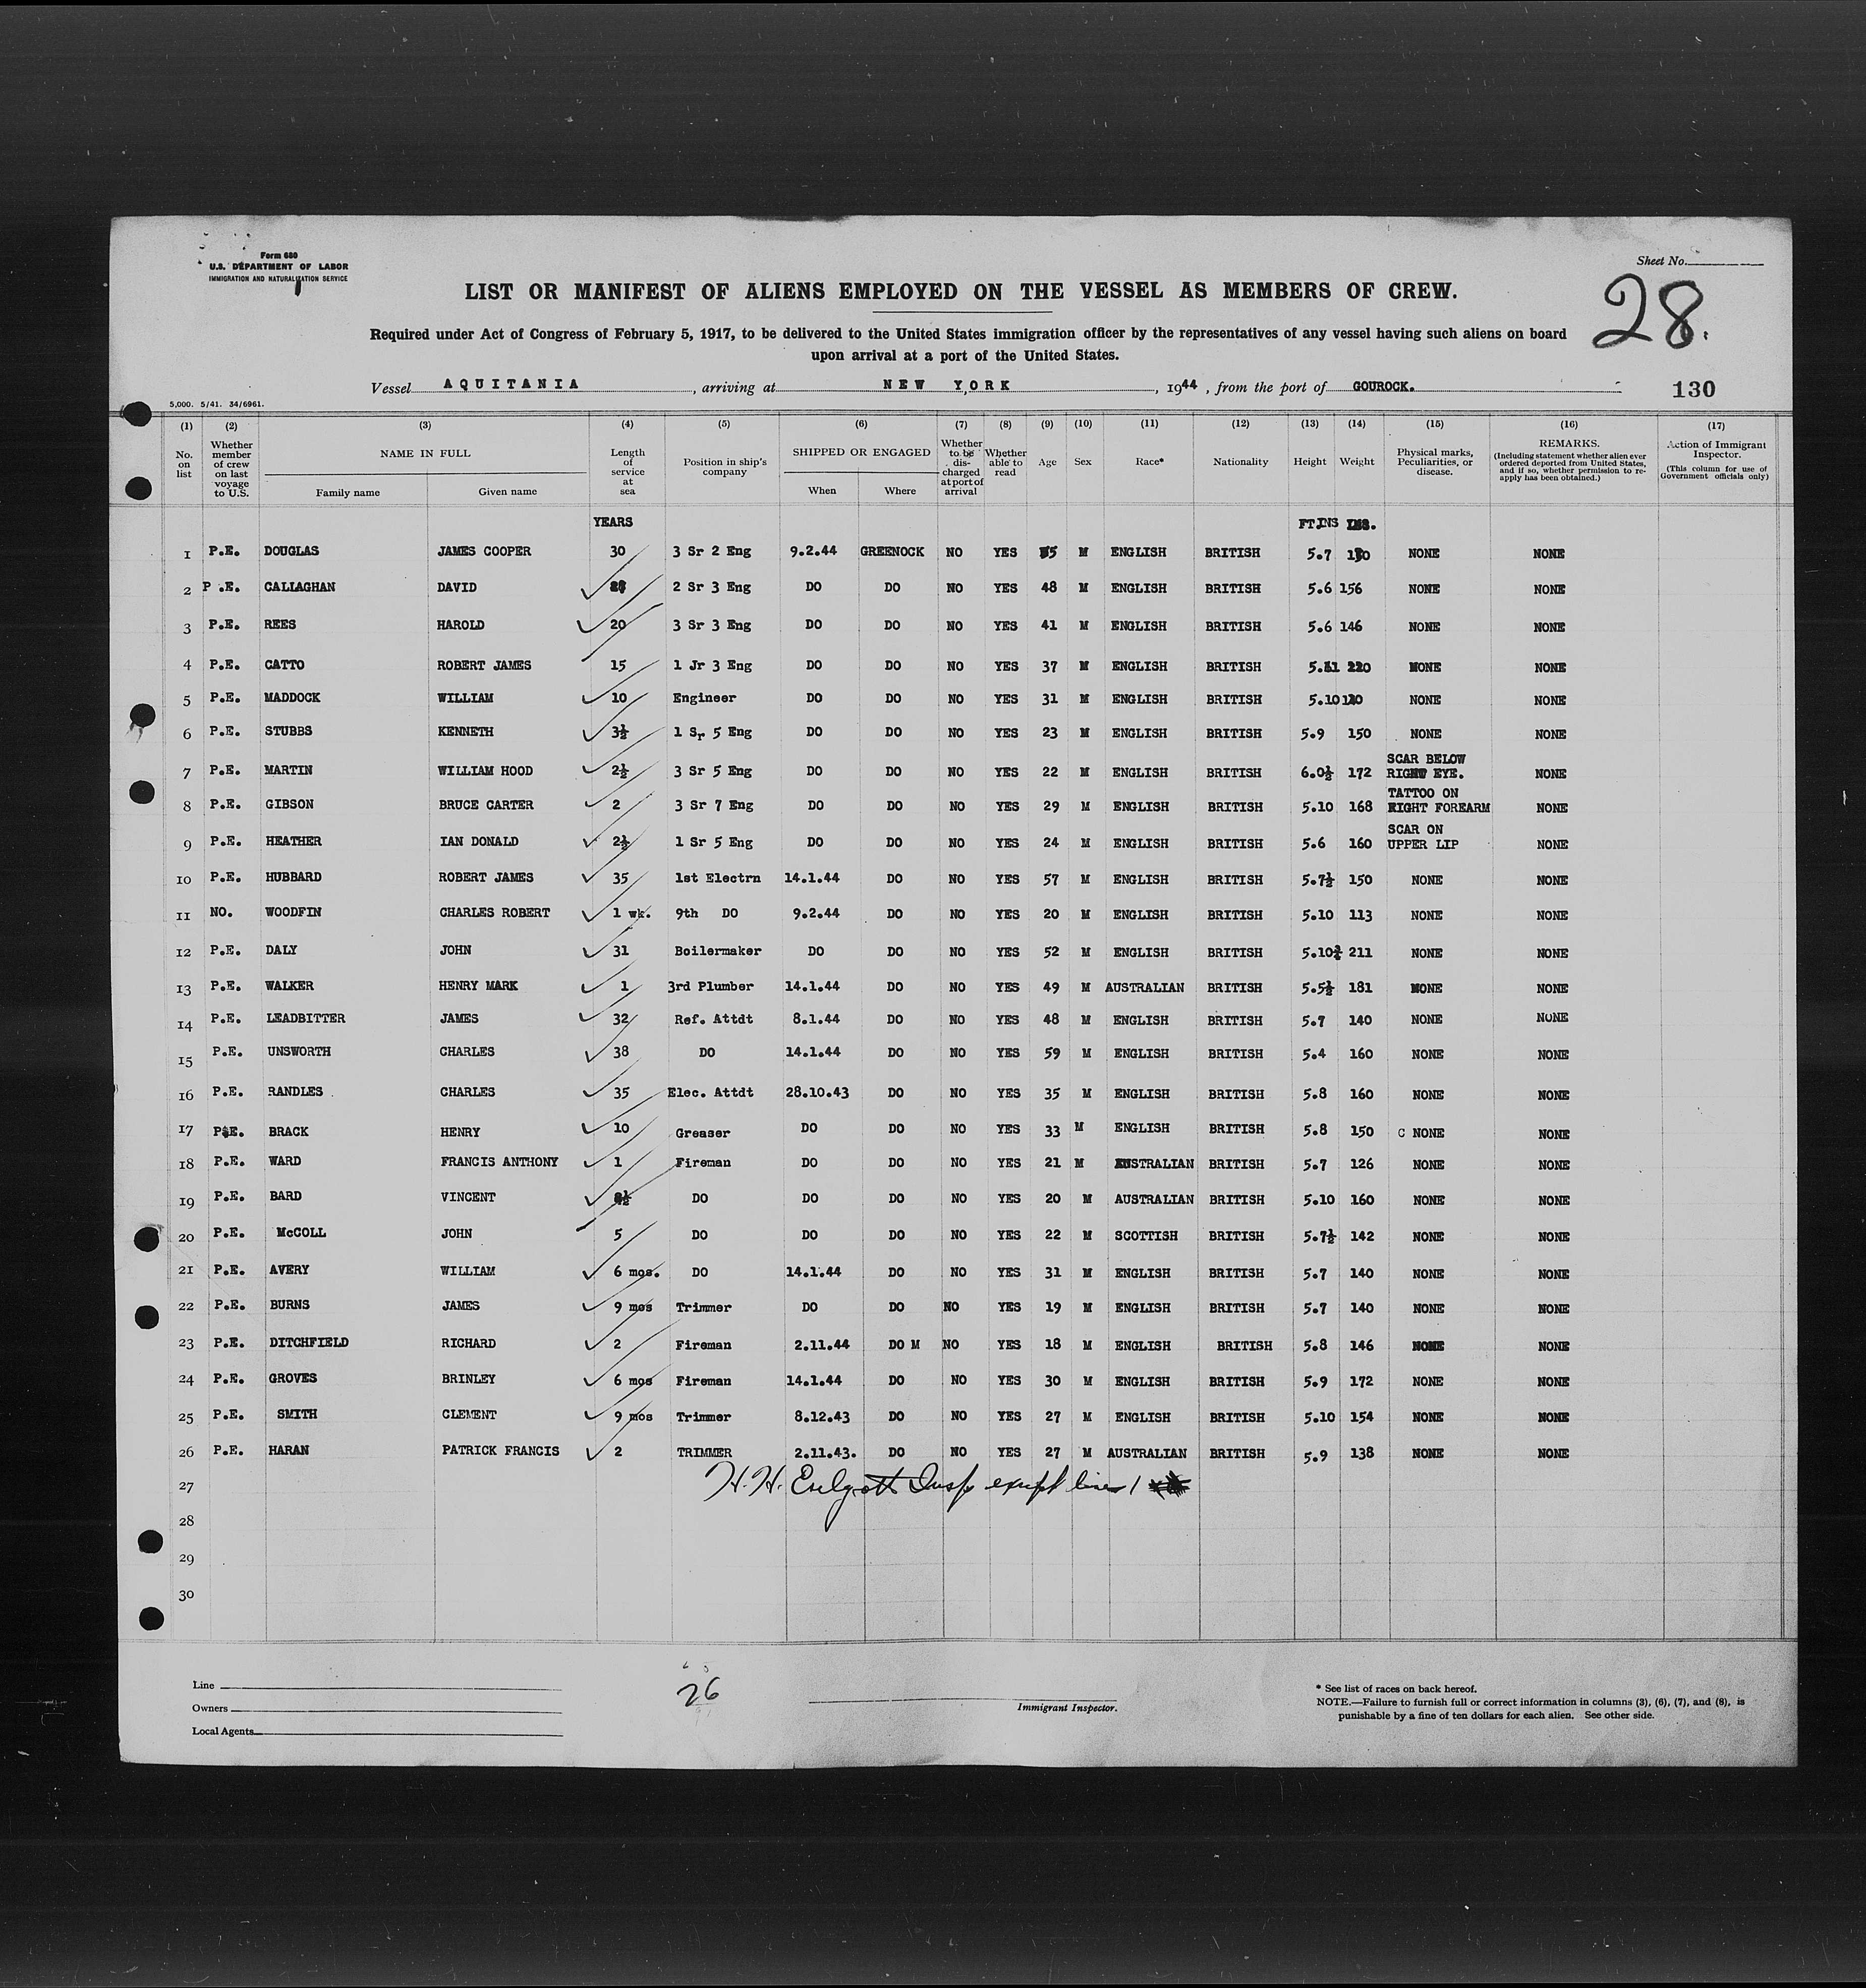 Form 680
U.S. DEPARTMENT OF LABOR
IMMIGRATION AND NATURALIZATION SERVICE
Sheet No.
28.
LIST OR MANIFEST OF ALIENS EMPLOYED ON THE VESSEL AS MEMBERS OF CREW.
Required under Act of Congress of February 5, 1917, to be delivered to the United States immigration officer by the representatives of any vessel having such aliens on board
upon arrival at a port of the United States.
Vessel AQUITANIA, arriving at NEW YORK, 1944, from the port of GOUROCK.
130
5,000. 5/41. 34/6961.
(1) (2) (3) (4) (5) (6) (7) (8) (9) (10) (11) (12) (13) (14) (15) (16) (17)
No. on list
Whether member of crew on last voyage to U.S.
NAME IN FULL
Family name
Given name
Length of service at sea
Position in ship's company
SHIPPED OR ENGAGED
When
Where
Whether to be discharged at port of arrival
Whether able to read
Age
Sex
Race*
Nationality
Height
Weight
Physical marks, Peculiarities, or disease.
REMARKS.
(Including statement whether alien ever ordered deported from United States, and if so, whether permission to re-apply has been obtained.)
Action of Immigrant Inspector.
(This column for use of Government officials only)
YEARS FT.INS
1 P.E. DOUGLAS JAMES COOPER 30 3 Sr 2 Eng 9.2.44 GREENOCK NO YES M ENGLISH BRITISH 5.7 NONE NONE
2 P.E. CALLAGHAN DAVID 2 Sr 3 Eng DO DO NO YES 48 M ENGLISH BRITISH 5.6 156 NONE NONE
3 P.E. REES HAROLD 20 3 Sr 3 Eng DO DO NO YES 41 M ENGLISH BRITISH 5.6 146 NONE NONE
4 P.E. CATTO ROBERT JAMES 15 1 Jr 3 Eng DO DO NO YES 37 M ENGLISH BRITISH 5.11 220 NONE NONE
5 P.E. MADDOCK WILLIAM 10 Engineer DO DO NO YES 31 M ENGLISH BRITISH 5.10 NONE NONE
6 P.E. STUBBS KENNETH 3½ 1 Sr 5 Eng DO DO NO YES 23 M ENGLISH BRITISH 5.9 150 NONE NONE
7 P.E. MARTIN WILLIAM HOOD 2½ 3 Sr 5 Eng DO DO NO YES 22 M ENGLISH BRITISH 6.0½ 172 SCAR BELOW RIGHT EYE. NONE
8 P.E. GIBSON BRUCE CARTER 2 3 Sr 7 Eng DO DO NO YES 29 M ENGLISH BRITISH 5.10 168 TATTOO ON RIGHT FOREARM NONE
9 P.E. HEATHER IAN DONALD 2½ 1 Sr 5 Eng DO DO NO YES 24 M ENGLISH BRITISH 5.6 160 SCAR ON UPPER LIP NONE
10 P.E. HUBBARD ROBERT JAMES 35 1st Electrn 14.1.44 DO NO YES 57 M ENGLISH BRITISH 5.7½ 150 NONE NONE
11 NO. WOODFIN CHARLES ROBERT 1 wk. 9th DO 9.2.44 DO NO YES 20 M ENGLISH BRITISH 5.10 113 NONE NONE
12 P.E. DALY JOHN 31 Boilermaker DO DO NO YES 52 M ENGLISH BRITISH 5.10¾ 211 NONE NONE
13 P.E. WALKER HENRY MARK 1 3rd Plumber 14.1.44 DO NO YES 49 M AUSTRALIAN BRITISH 5.5½ 181 NONE NONE
14 P.E. LEADBITTER JAMES 32 Ref. Attdt 8.1.44 DO NO YES 48 M ENGLISH BRITISH 5.7 140 NONE NONE
15 P.E. UNSWORTH CHARLES 38 DO 14.1.44 DO NO YES 59 M ENGLISH BRITISH 5.4 160 NONE NONE
16 P.E. RANDLES CHARLES 35 Elec. Attdt 28.10.43 DO NO YES 35 M ENGLISH BRITISH 5.8 160 NONE NONE
17 P.E. BRACK HENRY 10 Greaser DO DO NO YES 33 M ENGLISH BRITISH 5.8 150 C NONE NONE
18 P.E. WARD FRANCIS ANTHONY 1 Fireman DO DO NO YES 21 M AUSTRALIAN BRITISH 5.7 126 NONE NONE
19 P.E. BARD VINCENT DO DO DO NO YES 20 M AUSTRALIAN BRITISH 5.10 160 NONE NONE
20 P.E. McCOLL JOHN 5 DO DO DO NO YES 22 M SCOTTISH BRITISH 5.7½ 142 NONE NONE
21 P.E. AVERY WILLIAM 6 mos. DO 14.1.44 DO NO YES 31 M ENGLISH BRITISH 5.7 140 NONE NONE
22 P.E. BURNS JAMES 9 mos Trimmer DO DO NO YES 19 M ENGLISH BRITISH 5.7 140 NONE NONE
23 P.E. DITCHFIELD RICHARD 2 Fireman 2.11.44 DO M NO YES 18 M ENGLISH BRITISH 5.8 146 NONE NONE
24 P.E. GROVES BRINLEY 6 mos Fireman 14.1.44 DO NO YES 30 M ENGLISH BRITISH 5.9 172 NONE NONE
25 P.E. SMITH CLEMENT 9 mos Trimmer 8.12.43 DO NO YES 27 M ENGLISH BRITISH 5.10 154 NONE NONE
26 P.E. HARAN PATRICK FRANCIS 2 TRIMMER 2.11.43. DO NO YES 27 M AUSTRALIAN BRITISH 5.9 138 NONE NONE
27 H.H. Insp except line 1
28
29
30
Line
Owners
Local Agents
26
Immigrant Inspector.
* See list of races on back hereof.
NOTE.—Failure to furnish full or correct information in columns (3), (6), (7), and (8), is
punishable by a fine of ten dollars for each alien. See other side.